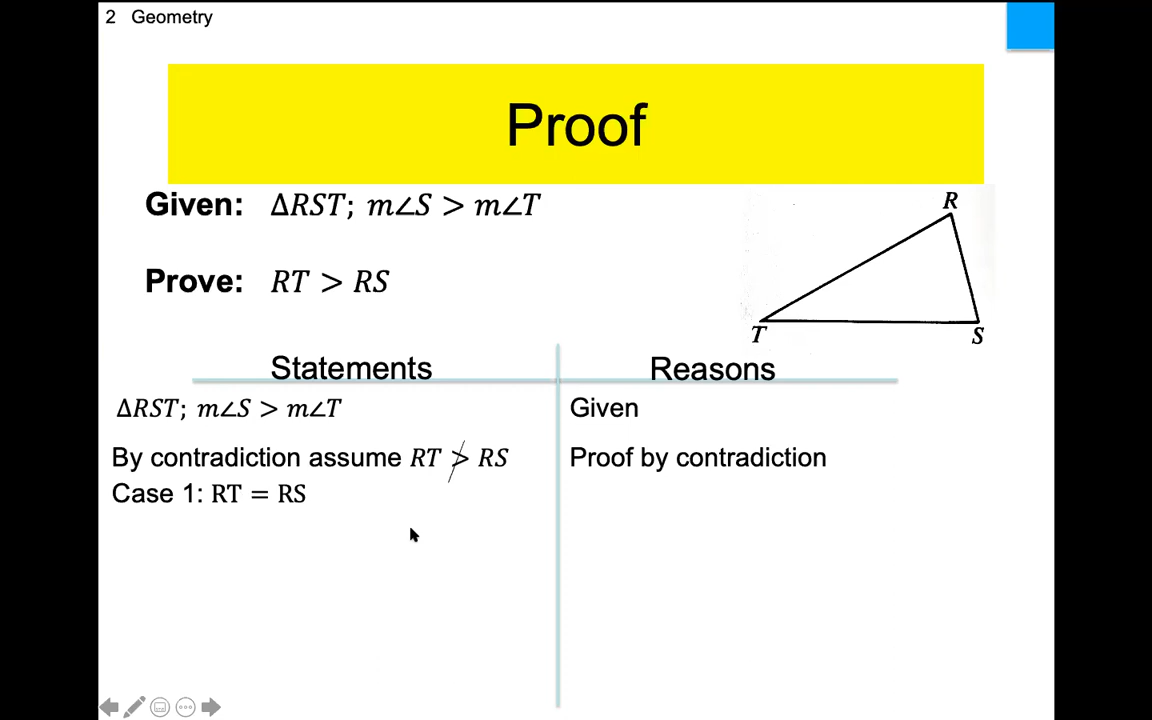 2 Geometry
Proof
Given: ΔRST; m∠S > m∠T
R
Prove: RT > RS
T
S
Statements
Reasons
ΔRST; m∠S > m∠T
Given
By contradiction assume RT ≯ RS
Proof by contradiction
Case 1: RT = RS